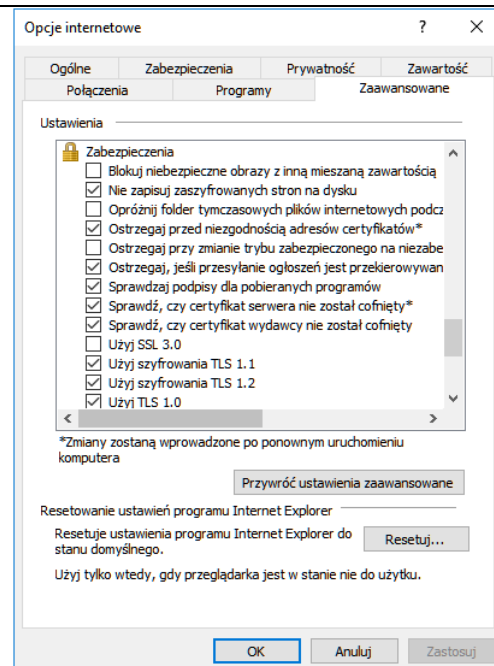 Opcje internetowe
Ogólne Zabezpieczenia Prywatność Zawartość
Połączenia Programy Zaawansowane
Ustawienia
Zabezpieczenia
Blokuj niebezpieczne obrazy z inną mieszaną zawartością
Nie zapisuj zaszyfrowanych stron na dysku
Opróżnij folder tymczasowych plików internetowych podcz
Ostrzegaj przed niezgodnością adresów certyfikatów*
Ostrzegaj przy zmianie trybu zabezpieczonego na niezabe
Ostrzegaj, jeśli przesyłanie ogłoszeń jest przekierowywan
Sprawdzaj podpisy dla pobieranych programów
Sprawdź, czy certyfikat serwera nie został cofnięty*
Sprawdź, czy certyfikat wydawcy nie został cofnięty
Użyj SSL 3.0
Użyj szyfrowania TLS 1.1
Użyj szyfrowania TLS 1.2
Użyj TLS 1.0
*Zmiany zostaną wprowadzone po ponownym uruchomieniu
komputera
Przywróć ustawienia zaawansowane
Resetowanie ustawień programu Internet Explorer
Resetuje ustawienia programu Internet Explorer do
stanu domyślnego.
Resetuj...
Użyj tylko wtedy, gdy przeglądarka jest w stanie nie do użytku.
OK Anuluj Zastosuj